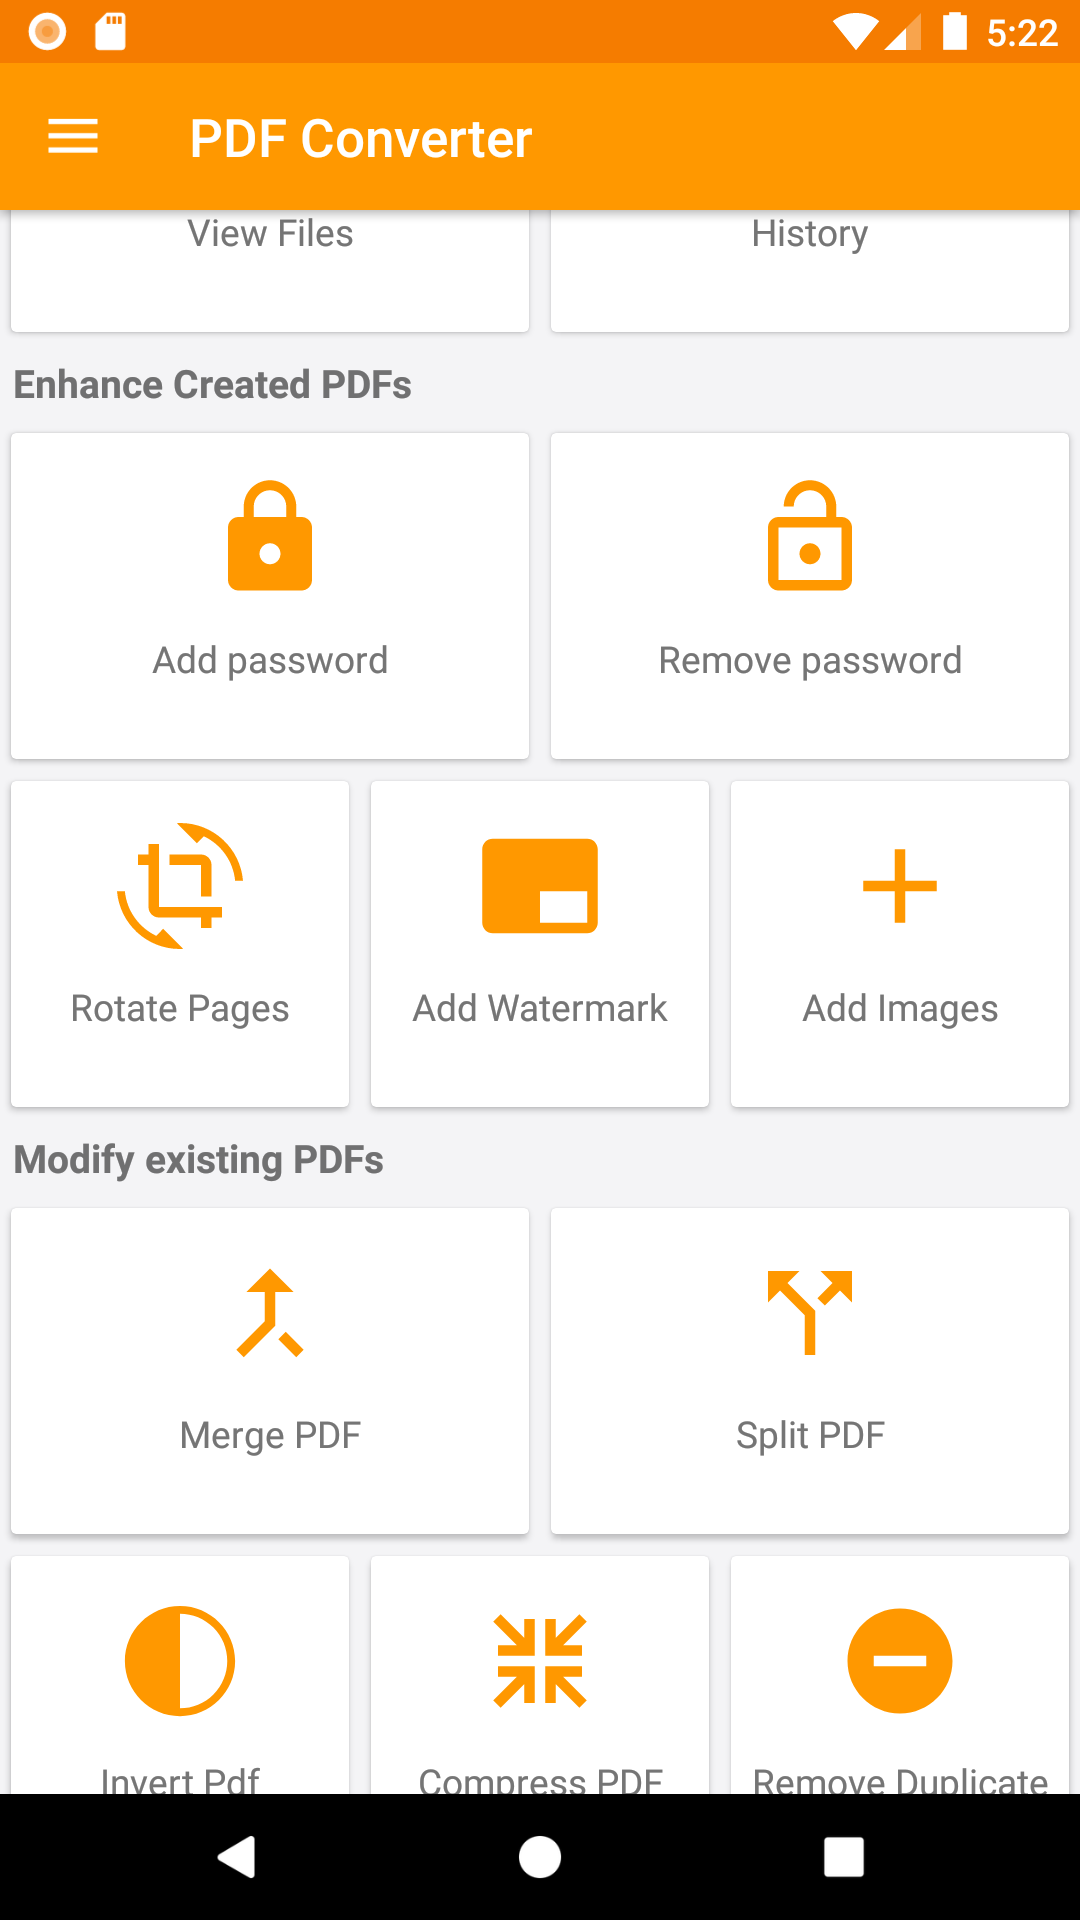 5:22
PDF Converter
View Files
History
Enhance Created PDFs
Add password
Remove password
Rotate Pages
Add Watermark
Add Images
Modify existing PDFs
Merge PDF
Split PDF
Invert Pdf
Compress PDF
Remove Duplicate